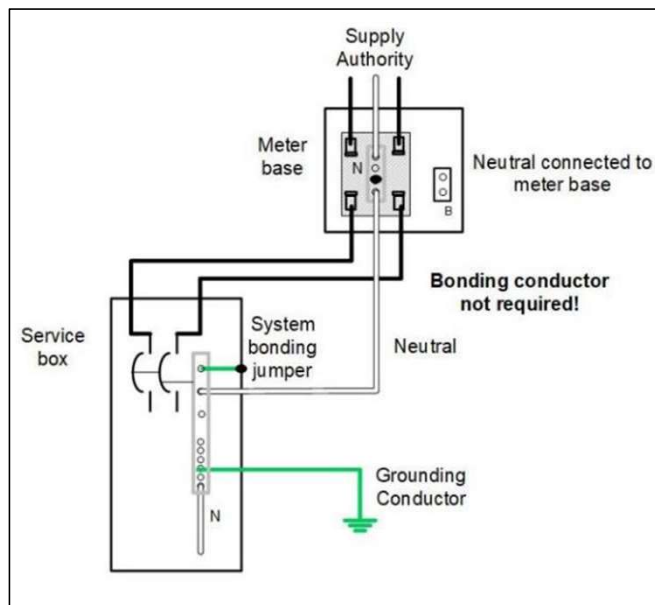 Supply
Authority
Meter
base
N
B
Neutral connected to
meter base
Bonding conductor
not required!
Service
box
System
bonding
jumper
Neutral
Grounding
Conductor
N